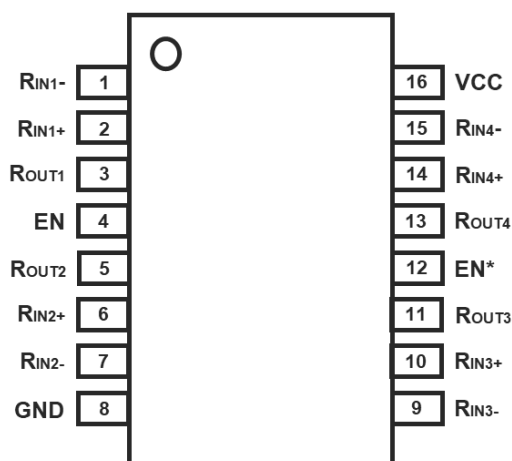 RIN1- 1 16 VCC
RIN1+ 2 15 RIN4-
ROUT1 3 14 RIN4+
EN 4 13 ROUT4
ROUT2 5 12 EN*
RIN2+ 6 11 ROUT3
RIN2- 7 10 RIN3+
GND 8 9 RIN3-